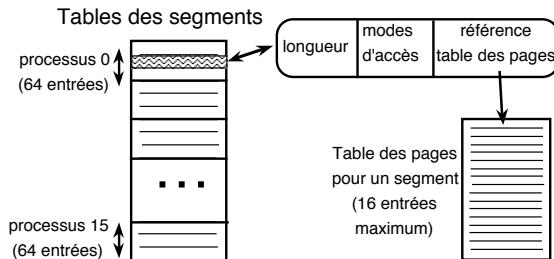 Tables des segments
processus 0
(64 entrées)
longueur
modes
d'accès
référence
table des pages
Table des pages
pour un segment
(16 entrées
maximum)
processus 15
(64 entrées)